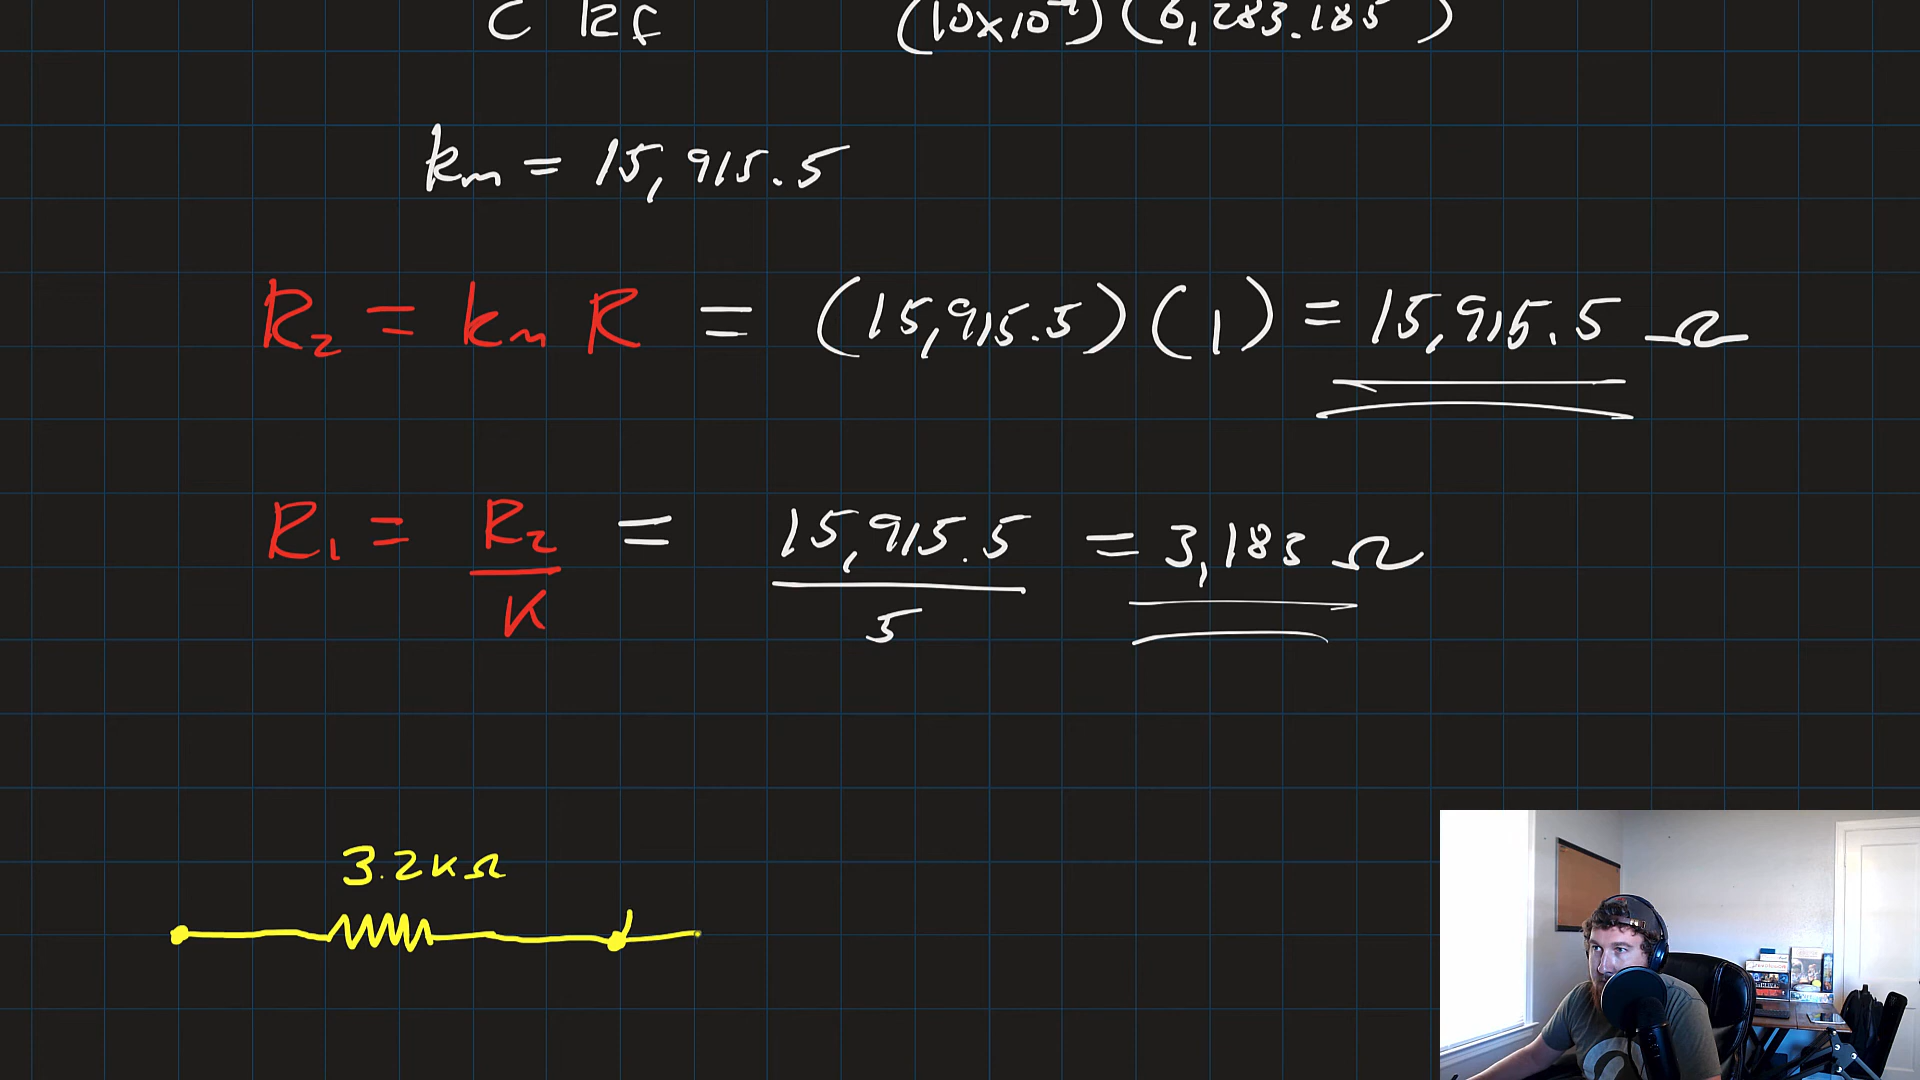 C kf (10x10⁻⁹)(6,283.185)
km = 15,915.5
R₂ = km R = (15,915.5)(1) = 15,915.5 Ω
R₁ = R₂/K = 15,915.5/5 = 3,183 Ω
3.2kΩ